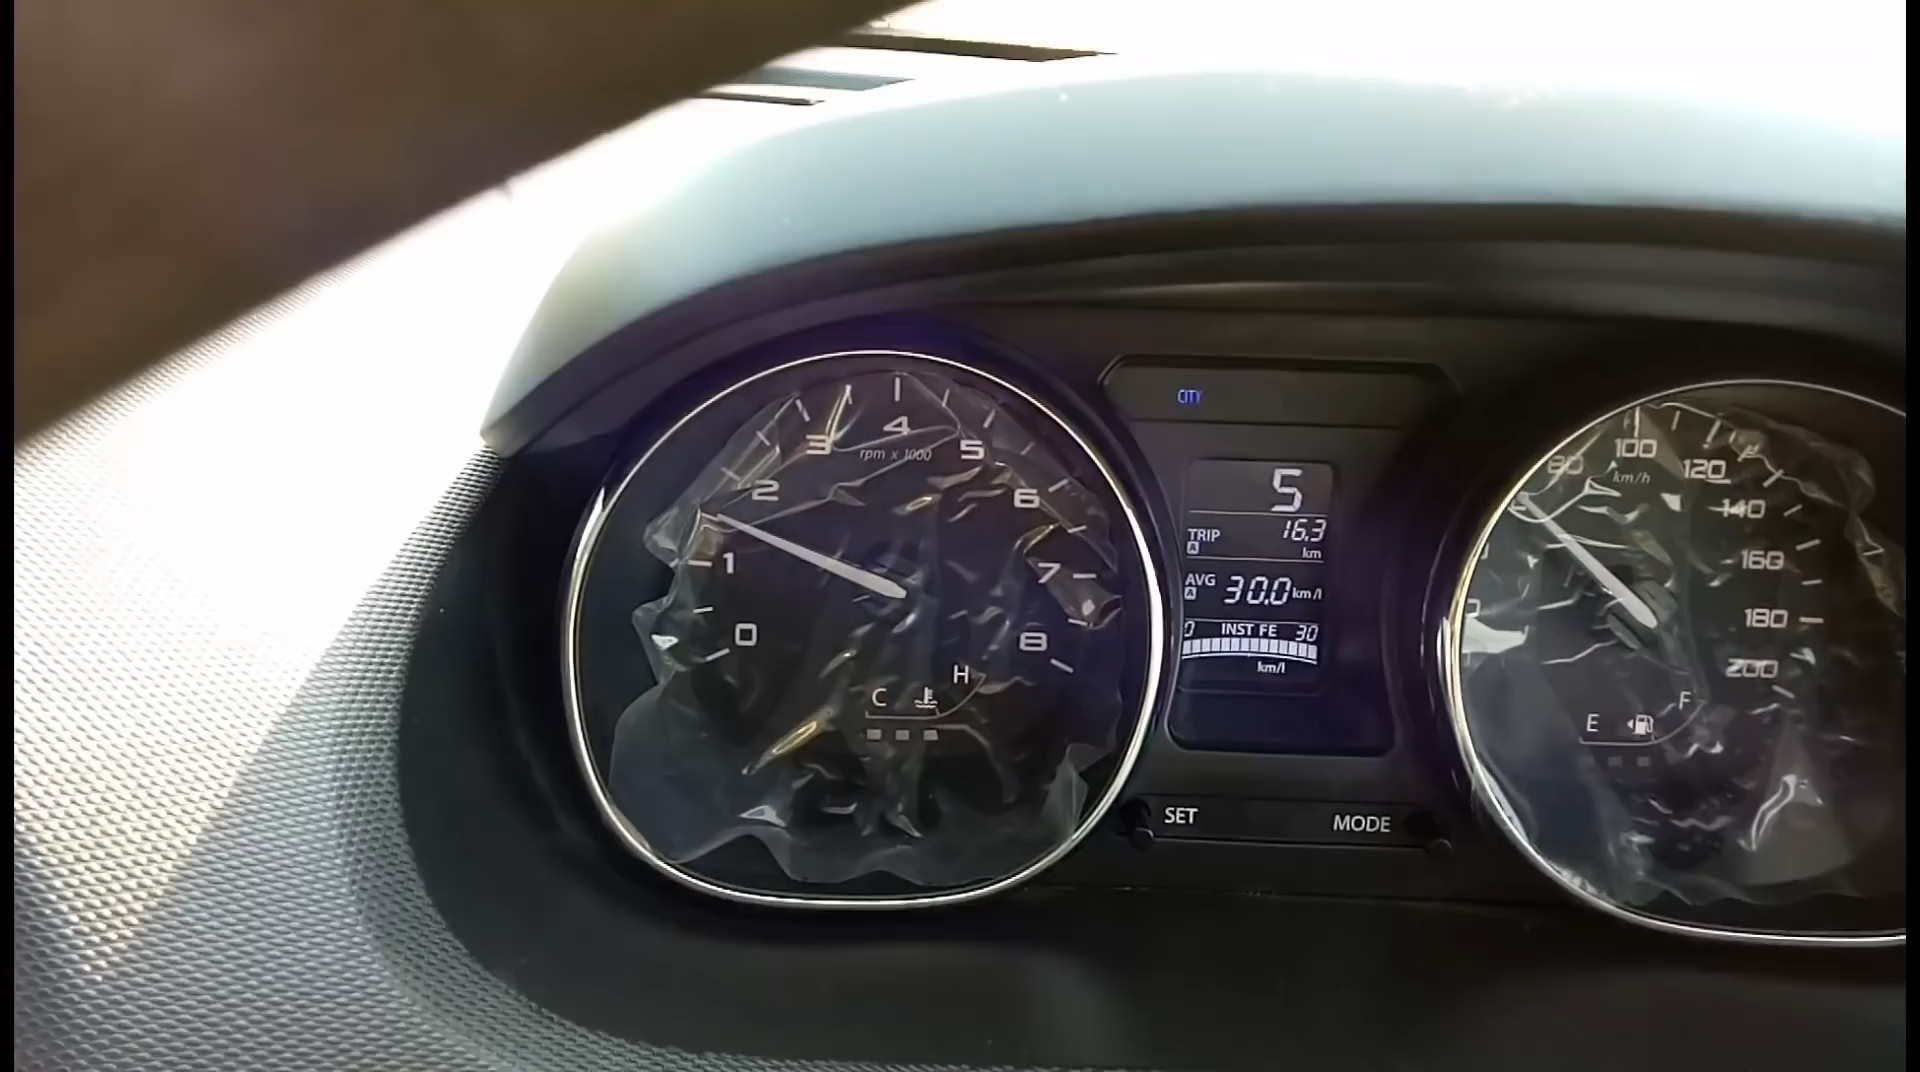 4
3
5
rpm x 1000
2
6
1
7
0
8
C
H
CITY
5
TRIP
A
16.3
km
AVG
A
30.0 km/l
0 INST FE 30
km/l
SET
MODE
80
100
120
km/h
140
160
180
200
E
F